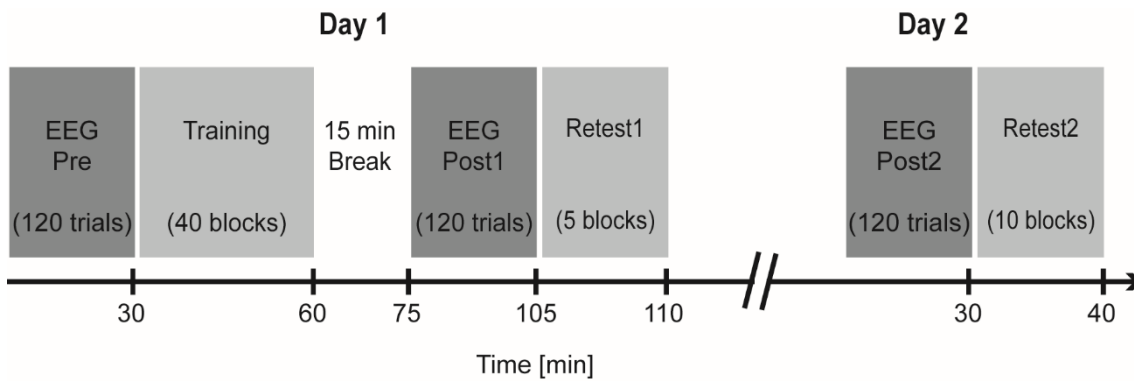 Day 1
Day 2
EEG
Pre
(120 trials)
Training
(40 blocks)
15 min
Break
EEG
Post1
(120 trials)
Retest1
(5 blocks)
EEG
Post2
(120 trials)
Retest2
(10 blocks)
30
60
75
105
110
30
40
Time [min]